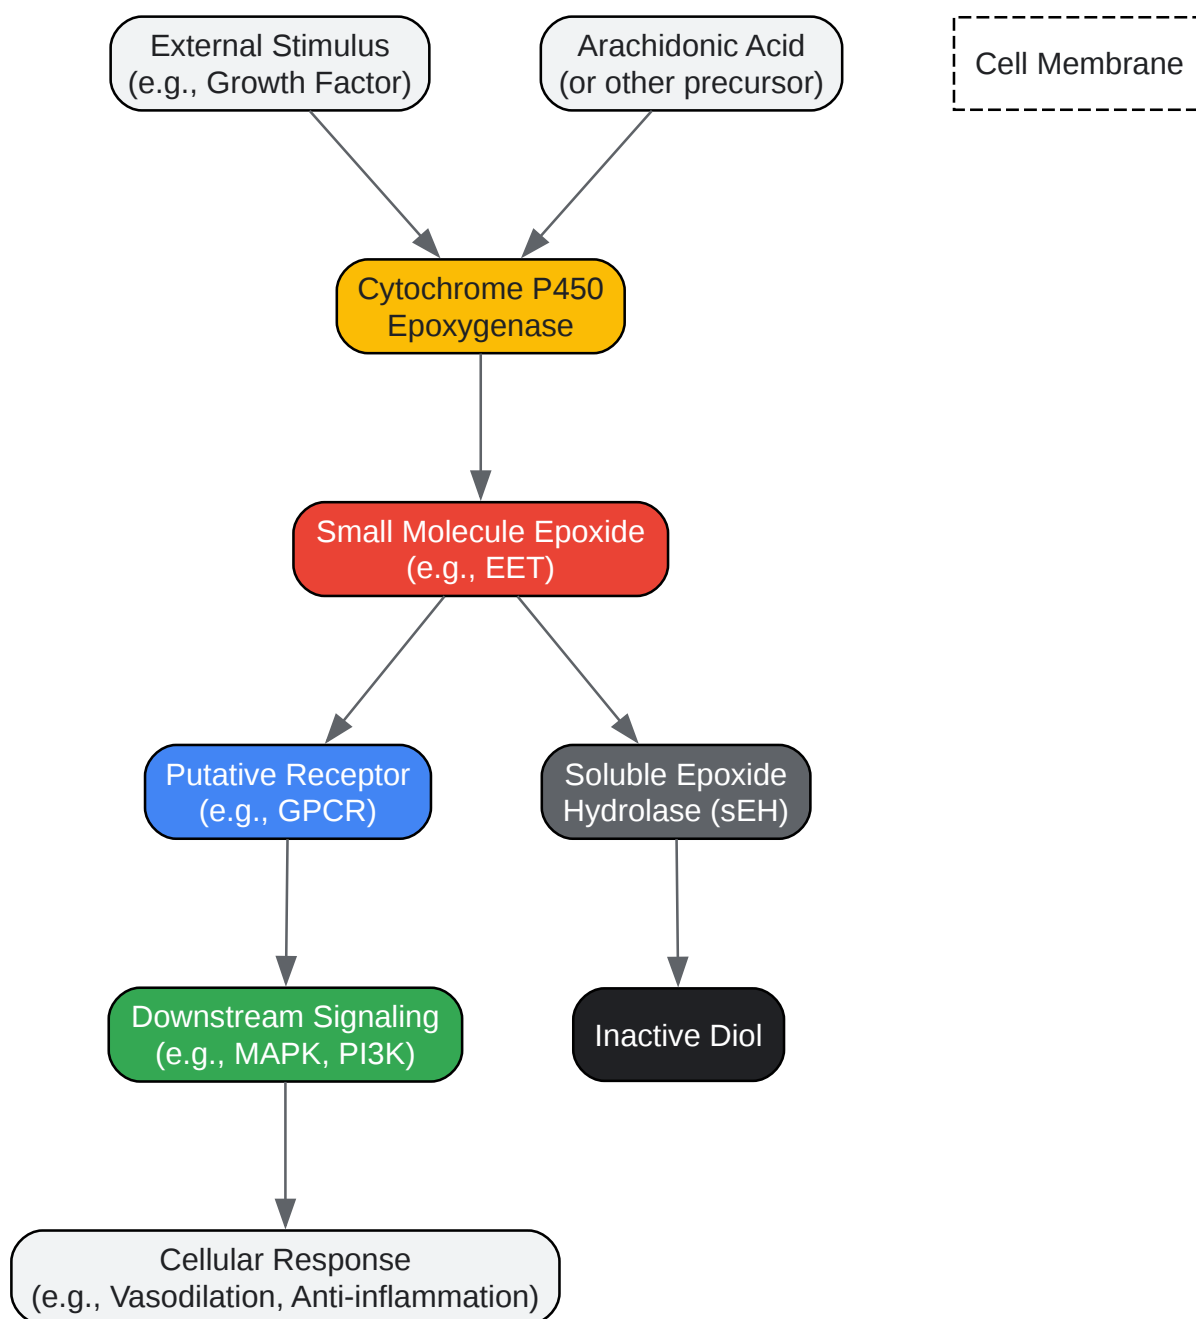 External Stimulus
(e.g., Growth Factor)
Arachidonic Acid
(or other precursor)
Cell Membrane
Cytochrome P450
Epoxygenase
Small Molecule Epoxide
(e.g., EET)
Putative Receptor
(e.g., GPCR)
Soluble Epoxide
Hydrolase (sEH)
Downstream Signaling
(e.g., MAPK, PI3K)
Inactive Diol
Cellular Response
(e.g., Vasodilation, Anti-inflammation)